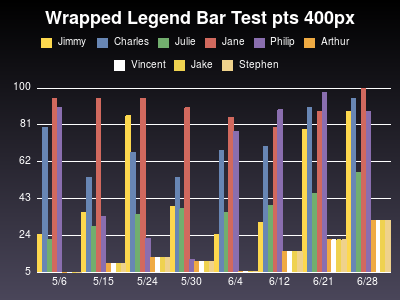 Wrapped Legend Bar Test pts 400px
Jimmy Charles Julie Jane Philip Arthur
Vincent Jake Stephen
100
81
62
43
24
5
5/6 5/15 5/24 5/30 6/4 6/12 6/21 6/28